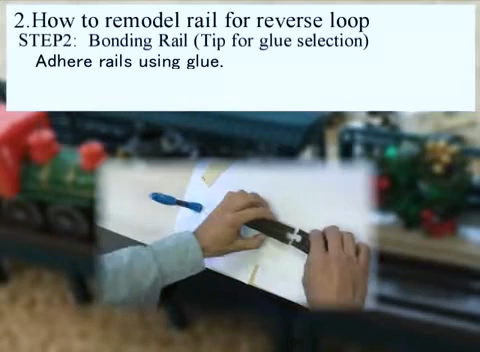 2.How to remodel rail for reverse loop
STEP2:  Bonding Rail (Tip for glue selection)
Adhere rails using glue.